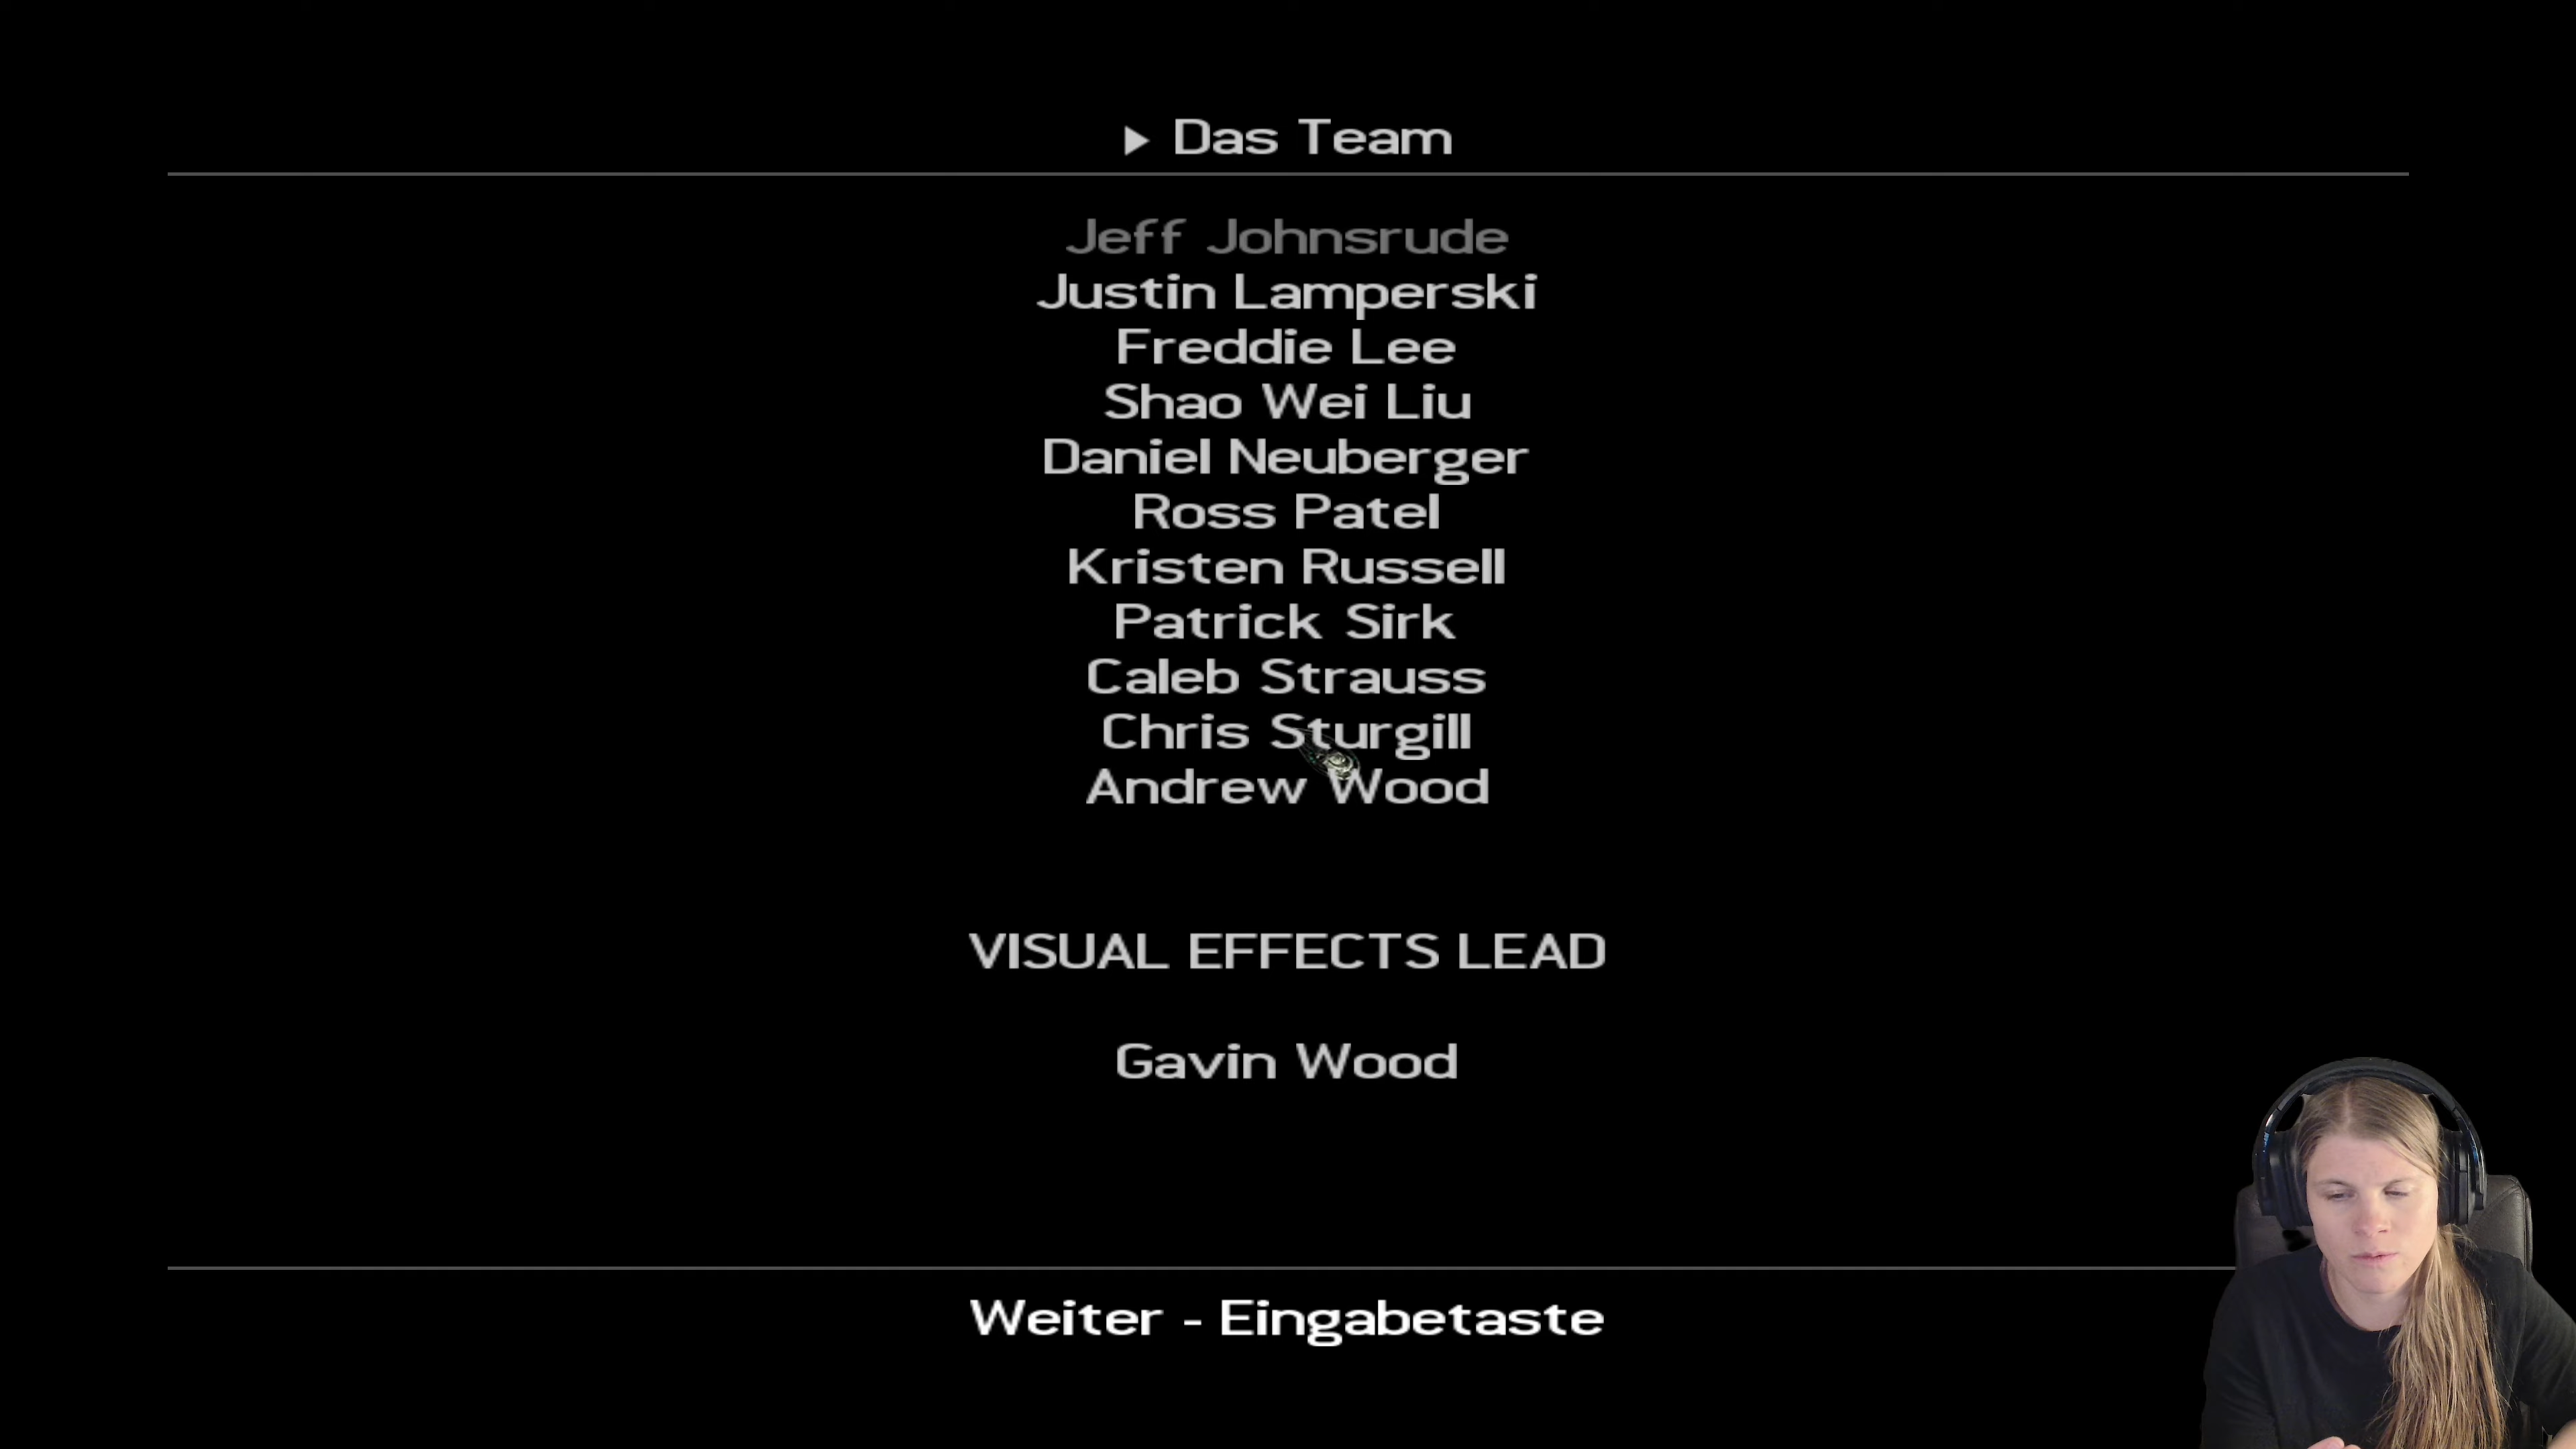 ▶ Das Team
Jeff Johnsrude
Justin Lamperski
Freddie Lee
Shao Wei Liu
Daniel Neuberger
Ross Patel
Kristen Russell
Patrick Sirk
Caleb Strauss
Chris Sturgill
Andrew Wood
VISUAL EFFECTS LEAD
Gavin Wood
Weiter - Eingabetaste